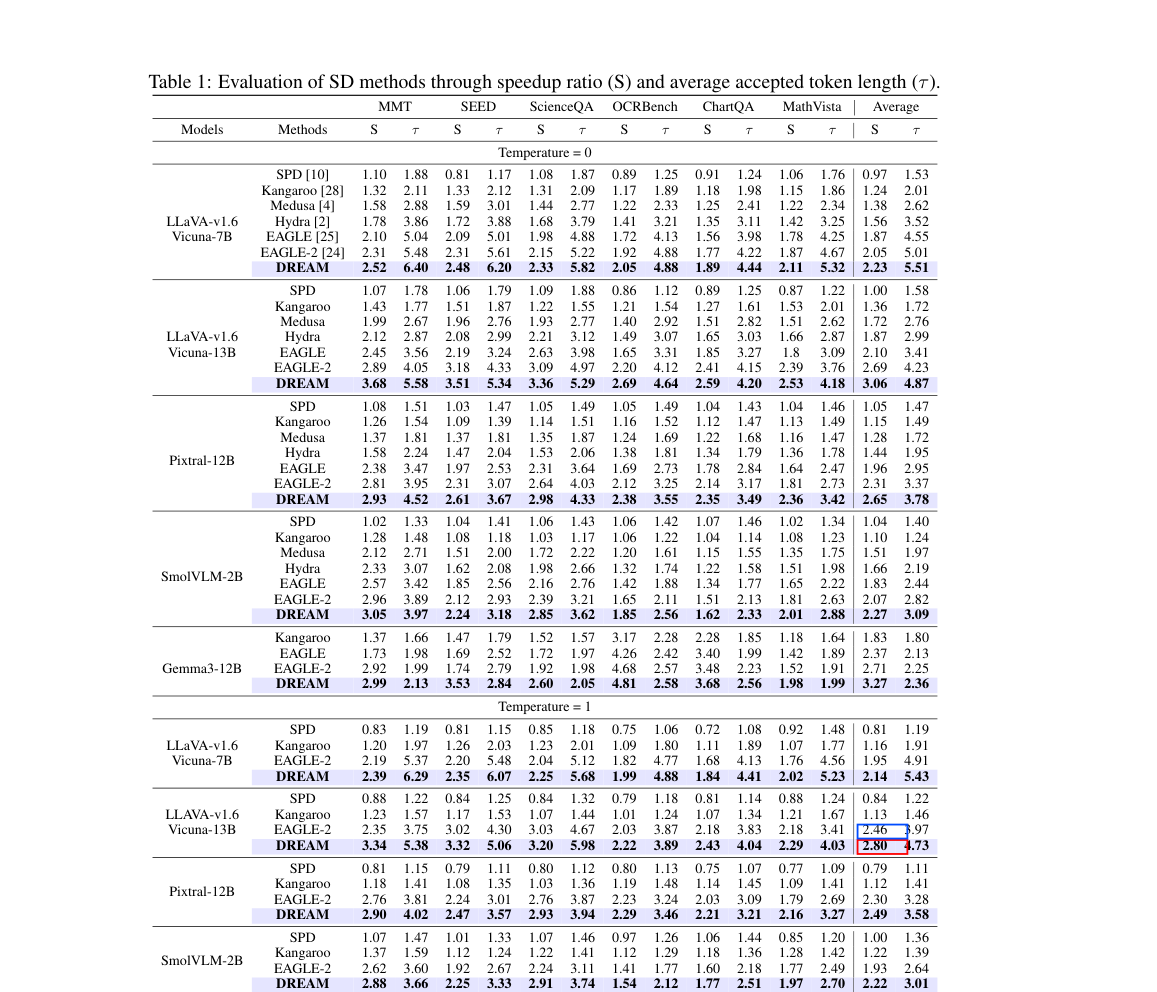 Table 1: Evaluation of SD methods through speedup ratio (S) and average accepted token length (τ).
MMT SEED ScienceQA OCRBench ChartQA MathVista Average
Models Methods S τ S τ S τ S τ S τ S τ S τ
Temperature = 0
LLaVA-v1.6 Vicuna-7B
SPD [10] 1.10 1.88 0.81 1.17 1.08 1.87 0.89 1.25 0.91 1.24 1.06 1.76 0.97 1.53
Kangaroo [28] 1.32 2.11 1.33 2.12 1.31 2.09 1.17 1.89 1.18 1.98 1.15 1.86 1.24 2.01
Medusa [4] 1.58 2.88 1.59 3.01 1.44 2.77 1.22 2.33 1.25 2.41 1.22 2.34 1.38 2.62
Hydra [2] 1.78 3.86 1.72 3.88 1.68 3.79 1.41 3.21 1.35 3.11 1.42 3.25 1.56 3.52
EAGLE [25] 2.10 5.04 2.09 5.01 1.98 4.88 1.72 4.13 1.56 3.98 1.78 4.25 1.87 4.55
EAGLE-2 [24] 2.31 5.48 2.31 5.61 2.15 5.22 1.92 4.88 1.77 4.22 1.87 4.67 2.05 5.01
DREAM 2.52 6.40 2.48 6.20 2.33 5.82 2.05 4.88 1.89 4.44 2.11 5.32 2.23 5.51
LLaVA-v1.6 Vicuna-13B
SPD 1.07 1.78 1.06 1.79 1.09 1.88 0.86 1.12 0.89 1.25 0.87 1.22 1.00 1.58
Kangaroo 1.43 1.77 1.51 1.87 1.22 1.55 1.21 1.54 1.27 1.61 1.53 2.01 1.36 1.72
Medusa 1.99 2.67 1.96 2.76 1.93 2.77 1.40 2.92 1.51 2.82 1.51 2.62 1.72 2.76
Hydra 2.12 2.87 2.08 2.99 2.21 3.12 1.49 3.07 1.65 3.03 1.66 2.87 1.87 2.99
EAGLE 2.45 3.56 2.19 3.24 2.63 3.98 1.65 3.31 1.85 3.27 1.8 3.09 2.10 3.41
EAGLE-2 2.89 4.05 3.18 4.33 3.09 4.97 2.20 4.12 2.41 4.15 2.39 3.76 2.69 4.23
DREAM 3.68 5.58 3.51 5.34 3.36 5.29 2.69 4.64 2.59 4.20 2.53 4.18 3.06 4.87
Pixtral-12B
SPD 1.08 1.51 1.03 1.47 1.05 1.49 1.05 1.49 1.04 1.43 1.04 1.46 1.05 1.47
Kangaroo 1.26 1.54 1.09 1.39 1.14 1.51 1.16 1.52 1.12 1.47 1.13 1.49 1.15 1.49
Medusa 1.37 1.81 1.37 1.81 1.35 1.87 1.24 1.69 1.22 1.68 1.16 1.47 1.28 1.72
Hydra 1.58 2.24 1.47 2.04 1.53 2.06 1.38 1.81 1.34 1.79 1.36 1.78 1.44 1.95
EAGLE 2.38 3.47 1.97 2.53 2.31 3.64 1.69 2.73 1.78 2.84 1.64 2.47 1.96 2.95
EAGLE-2 2.81 3.95 2.31 3.07 2.64 4.03 2.12 3.25 2.14 3.17 1.81 2.73 2.31 3.37
DREAM 2.93 4.52 2.61 3.67 2.98 4.33 2.38 3.55 2.35 3.49 2.36 3.42 2.65 3.78
SmolVLM-2B
SPD 1.02 1.33 1.04 1.41 1.06 1.43 1.06 1.42 1.07 1.46 1.02 1.34 1.04 1.40
Kangaroo 1.28 1.48 1.08 1.18 1.03 1.17 1.06 1.22 1.04 1.14 1.08 1.23 1.10 1.24
Medusa 2.12 2.71 1.51 2.00 1.72 2.22 1.20 1.61 1.15 1.55 1.35 1.75 1.51 1.97
Hydra 2.33 3.07 1.62 2.08 1.98 2.66 1.32 1.74 1.22 1.58 1.51 1.98 1.66 2.19
EAGLE 2.57 3.42 1.85 2.56 2.16 2.76 1.42 1.88 1.34 1.77 1.65 2.22 1.83 2.44
EAGLE-2 2.96 3.89 2.12 2.93 2.39 3.21 1.65 2.11 1.51 2.13 1.81 2.63 2.07 2.82
DREAM 3.05 3.97 2.24 3.18 2.85 3.62 1.85 2.56 1.62 2.33 2.01 2.88 2.27 3.09
Gemma3-12B
Kangaroo 1.37 1.66 1.47 1.79 1.52 1.57 3.17 2.28 2.28 1.85 1.18 1.64 1.83 1.80
EAGLE 1.73 1.98 1.69 2.52 1.72 1.97 4.26 2.42 3.40 1.99 1.42 1.89 2.37 2.13
EAGLE-2 2.92 1.99 1.74 2.79 1.92 1.98 4.68 2.57 3.48 2.23 1.52 1.91 2.71 2.25
DREAM 2.99 2.13 3.53 2.84 2.60 2.05 4.81 2.58 3.68 2.56 1.98 1.99 3.27 2.36
Temperature = 1
LLaVA-v1.6 Vicuna-7B
SPD 0.83 1.19 0.81 1.15 0.85 1.18 0.75 1.06 0.72 1.08 0.92 1.48 0.81 1.19
Kangaroo 1.20 1.97 1.26 2.03 1.23 2.01 1.09 1.80 1.11 1.89 1.07 1.77 1.16 1.91
EAGLE-2 2.19 5.37 2.20 5.48 2.04 5.12 1.82 4.77 1.68 4.13 1.76 4.56 1.95 4.91
DREAM 2.39 6.29 2.35 6.07 2.25 5.68 1.99 4.88 1.84 4.41 2.02 5.23 2.14 5.43
LLAVA-v1.6 Vicuna-13B
SPD 0.88 1.22 0.84 1.25 0.84 1.32 0.79 1.18 0.81 1.14 0.88 1.24 0.84 1.22
Kangaroo 1.23 1.57 1.17 1.53 1.07 1.44 1.01 1.24 1.07 1.34 1.21 1.67 1.13 1.46
EAGLE-2 2.35 3.75 3.02 4.30 3.03 4.67 2.03 3.87 2.18 3.83 2.18 3.41 2.46 3.97
DREAM 3.34 5.38 3.32 5.06 3.20 5.98 2.22 3.89 2.43 4.04 2.29 4.03 2.80 4.73
Pixtral-12B
SPD 0.81 1.15 0.79 1.11 0.80 1.12 0.80 1.13 0.75 1.07 0.77 1.09 0.79 1.11
Kangaroo 1.18 1.41 1.08 1.35 1.03 1.36 1.19 1.48 1.14 1.45 1.09 1.41 1.12 1.41
EAGLE-2 2.76 3.81 2.24 3.01 2.76 3.87 2.23 3.24 2.03 3.09 1.79 2.69 2.30 3.28
DREAM 2.90 4.02 2.47 3.57 2.93 3.94 2.29 3.46 2.21 3.21 2.16 3.27 2.49 3.58
SmolVLM-2B
SPD 1.07 1.47 1.01 1.33 1.07 1.46 0.97 1.26 1.06 1.44 0.85 1.20 1.00 1.36
Kangaroo 1.37 1.59 1.12 1.24 1.22 1.41 1.12 1.29 1.18 1.36 1.28 1.42 1.22 1.39
EAGLE-2 2.62 3.60 1.92 2.67 2.24 3.11 1.41 1.77 1.60 2.18 1.77 2.49 1.93 2.64
DREAM 2.88 3.66 2.25 3.33 2.91 3.74 1.54 2.12 1.77 2.51 1.97 2.70 2.22 3.01